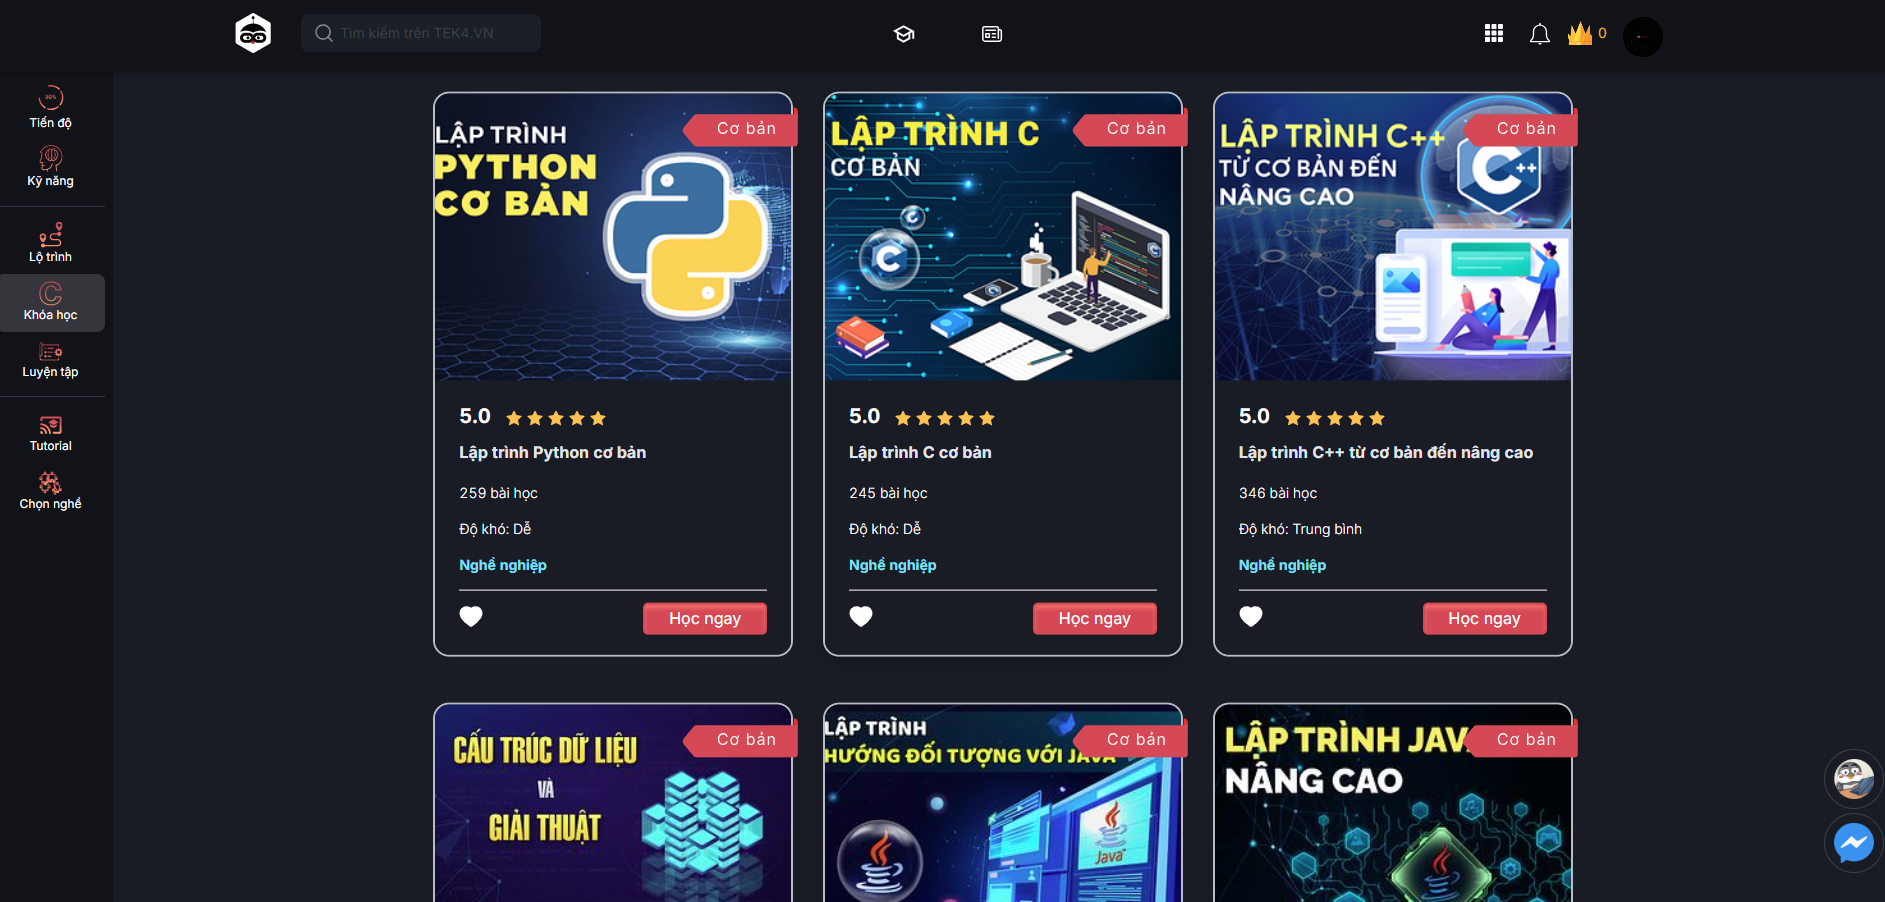 Tìm kiếm trên TEK4.VN
0
30%
Tiến độ
Kỹ năng
Lộ trình
Khóa học
Luyện tập
Tutorial
Chọn nghề
Cơ bản
LẬP TRÌNH
PYTHON
CƠ BẢN
5.0
Lập trình Python cơ bản
259 bài học
Độ khó: Dễ
Nghề nghiệp
Học ngay
Cơ bản
LẬP TRÌNH C
CƠ BẢN
5.0
Lập trình C cơ bản
245 bài học
Độ khó: Dễ
Nghề nghiệp
Học ngay
Cơ bản
LẬP TRÌNH C++
TỪ CƠ BẢN ĐẾN
NÂNG CAO
C++
5.0
Lập trình C++ từ cơ bản đến nâng cao
346 bài học
Độ khó: Trung bình
Nghề nghiệp
Học ngay
Cơ bản
CẤU TRÚC DỮ LIỆU
VÀ
GIẢI THUẬT
Cơ bản
LẬP TRÌNH
HƯỚNG ĐỐI TƯỢNG VỚI JAVA
Java
Cơ bản
LẬP TRÌNH JAVA
NÂNG CAO